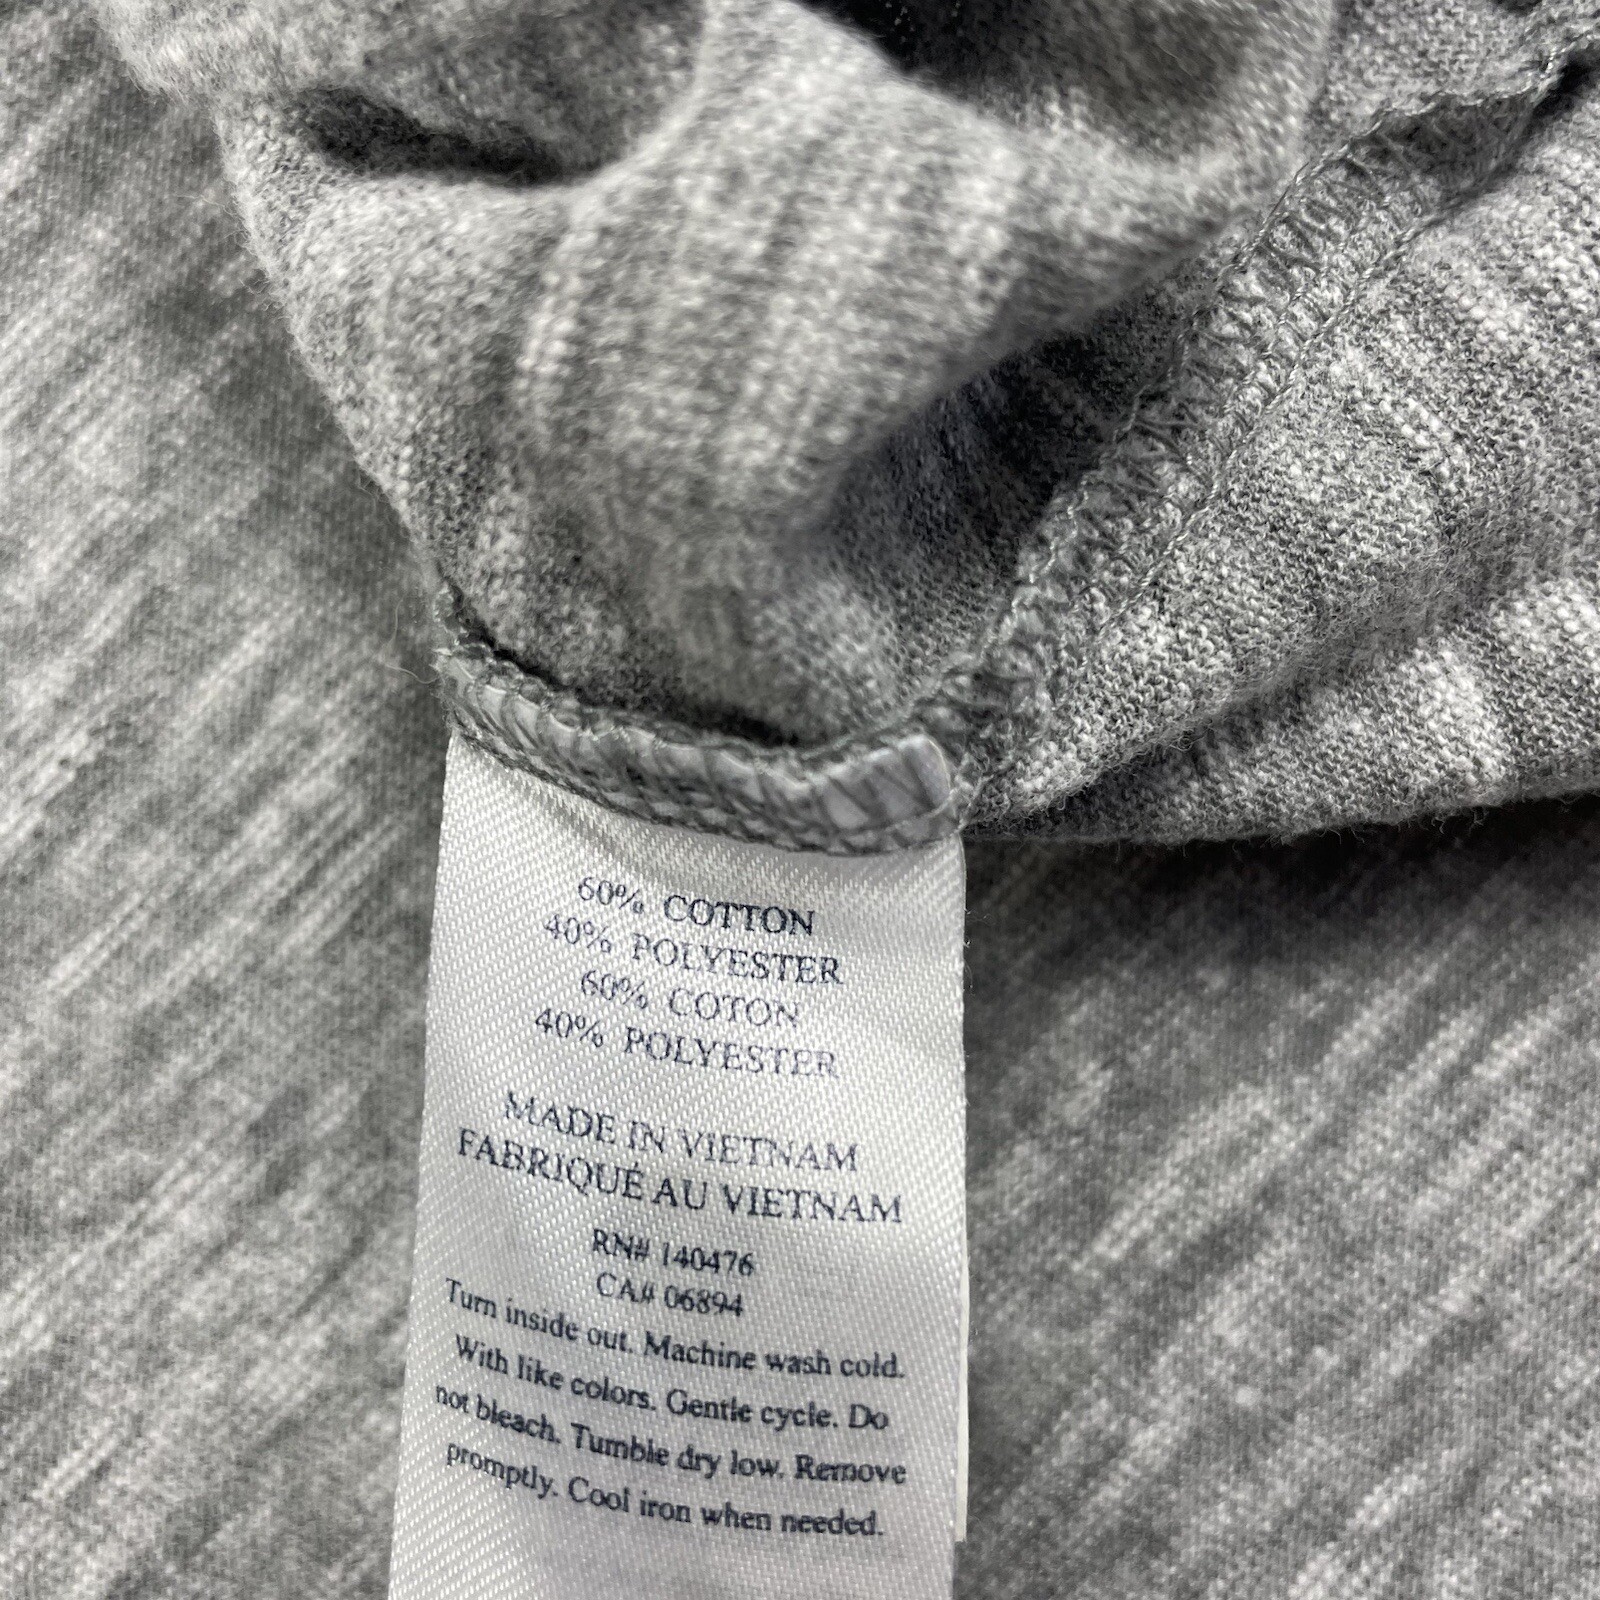 60% COTTON
40% POLYESTER
60% COTON
40% POLYESTER
MADE IN VIETNAM
FABRIQUÉ AU VIETNAM
RN# 140476
CA# 06894
Turn inside out. Machine wash cold.
With like colors. Gentle cycle. Do
not bleach. Tumble dry low. Remove
promptly. Cool iron when needed.